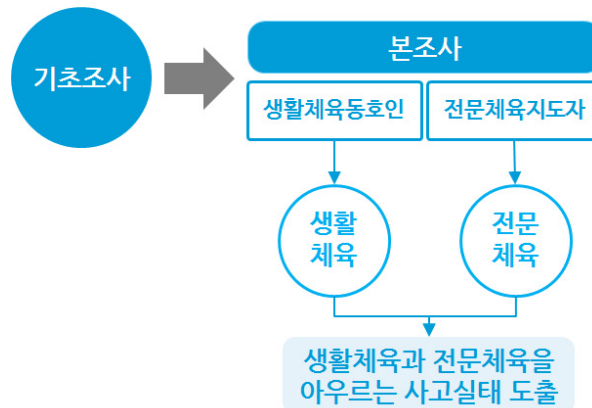 기초조사
본조사
생활체육동호인
전문체육지도자
생활
체육
전문
체육
생활체육과 전문체육을
아우르는 사고실태 도출